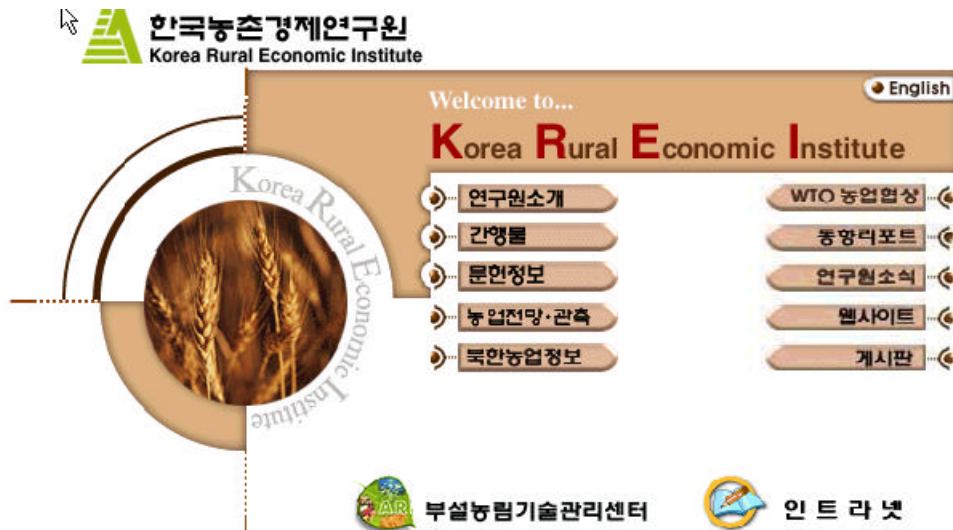 한국농촌경제연구원
Korea Rural Economic Institute
English
Welcome to...
Korea Rural Economic Institute
Korea Rural Economic Institute
연구원소개
WTO 농업협상
간행물
동향리포트
문헌정보
연구원소식
농업전망·관측
웹사이트
북한농업정보
게시판
AR
부설농림기술관리센터
인트라넷